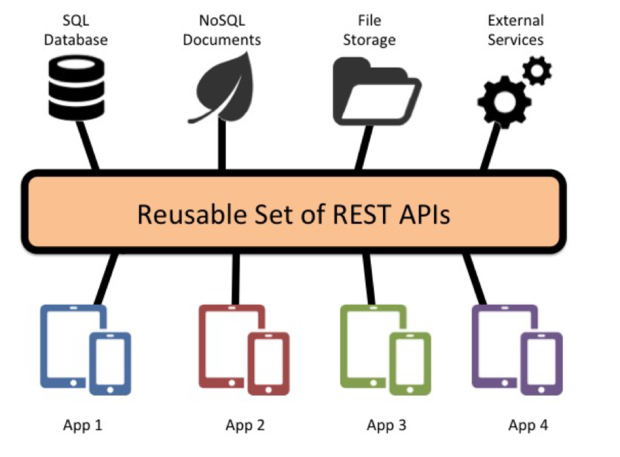 SQL
Database
NoSQL
Documents
File
Storage
External
Services
Reusable Set of REST APIs
App 1
App 2
App 3
App 4